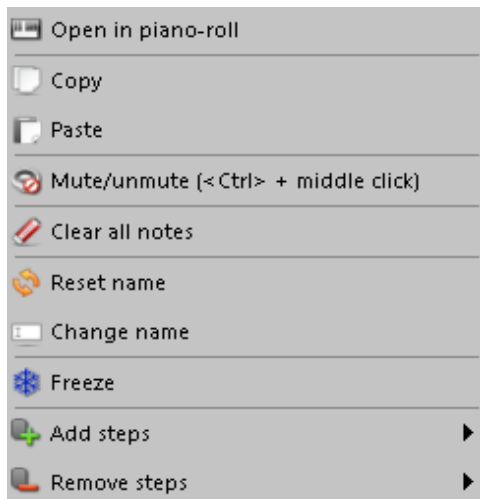 Open in piano-roll
Copy
Paste
Mute/unmute (<Ctrl> + middle click)
Clear all notes
Reset name
Change name
Freeze
Add steps
Remove steps